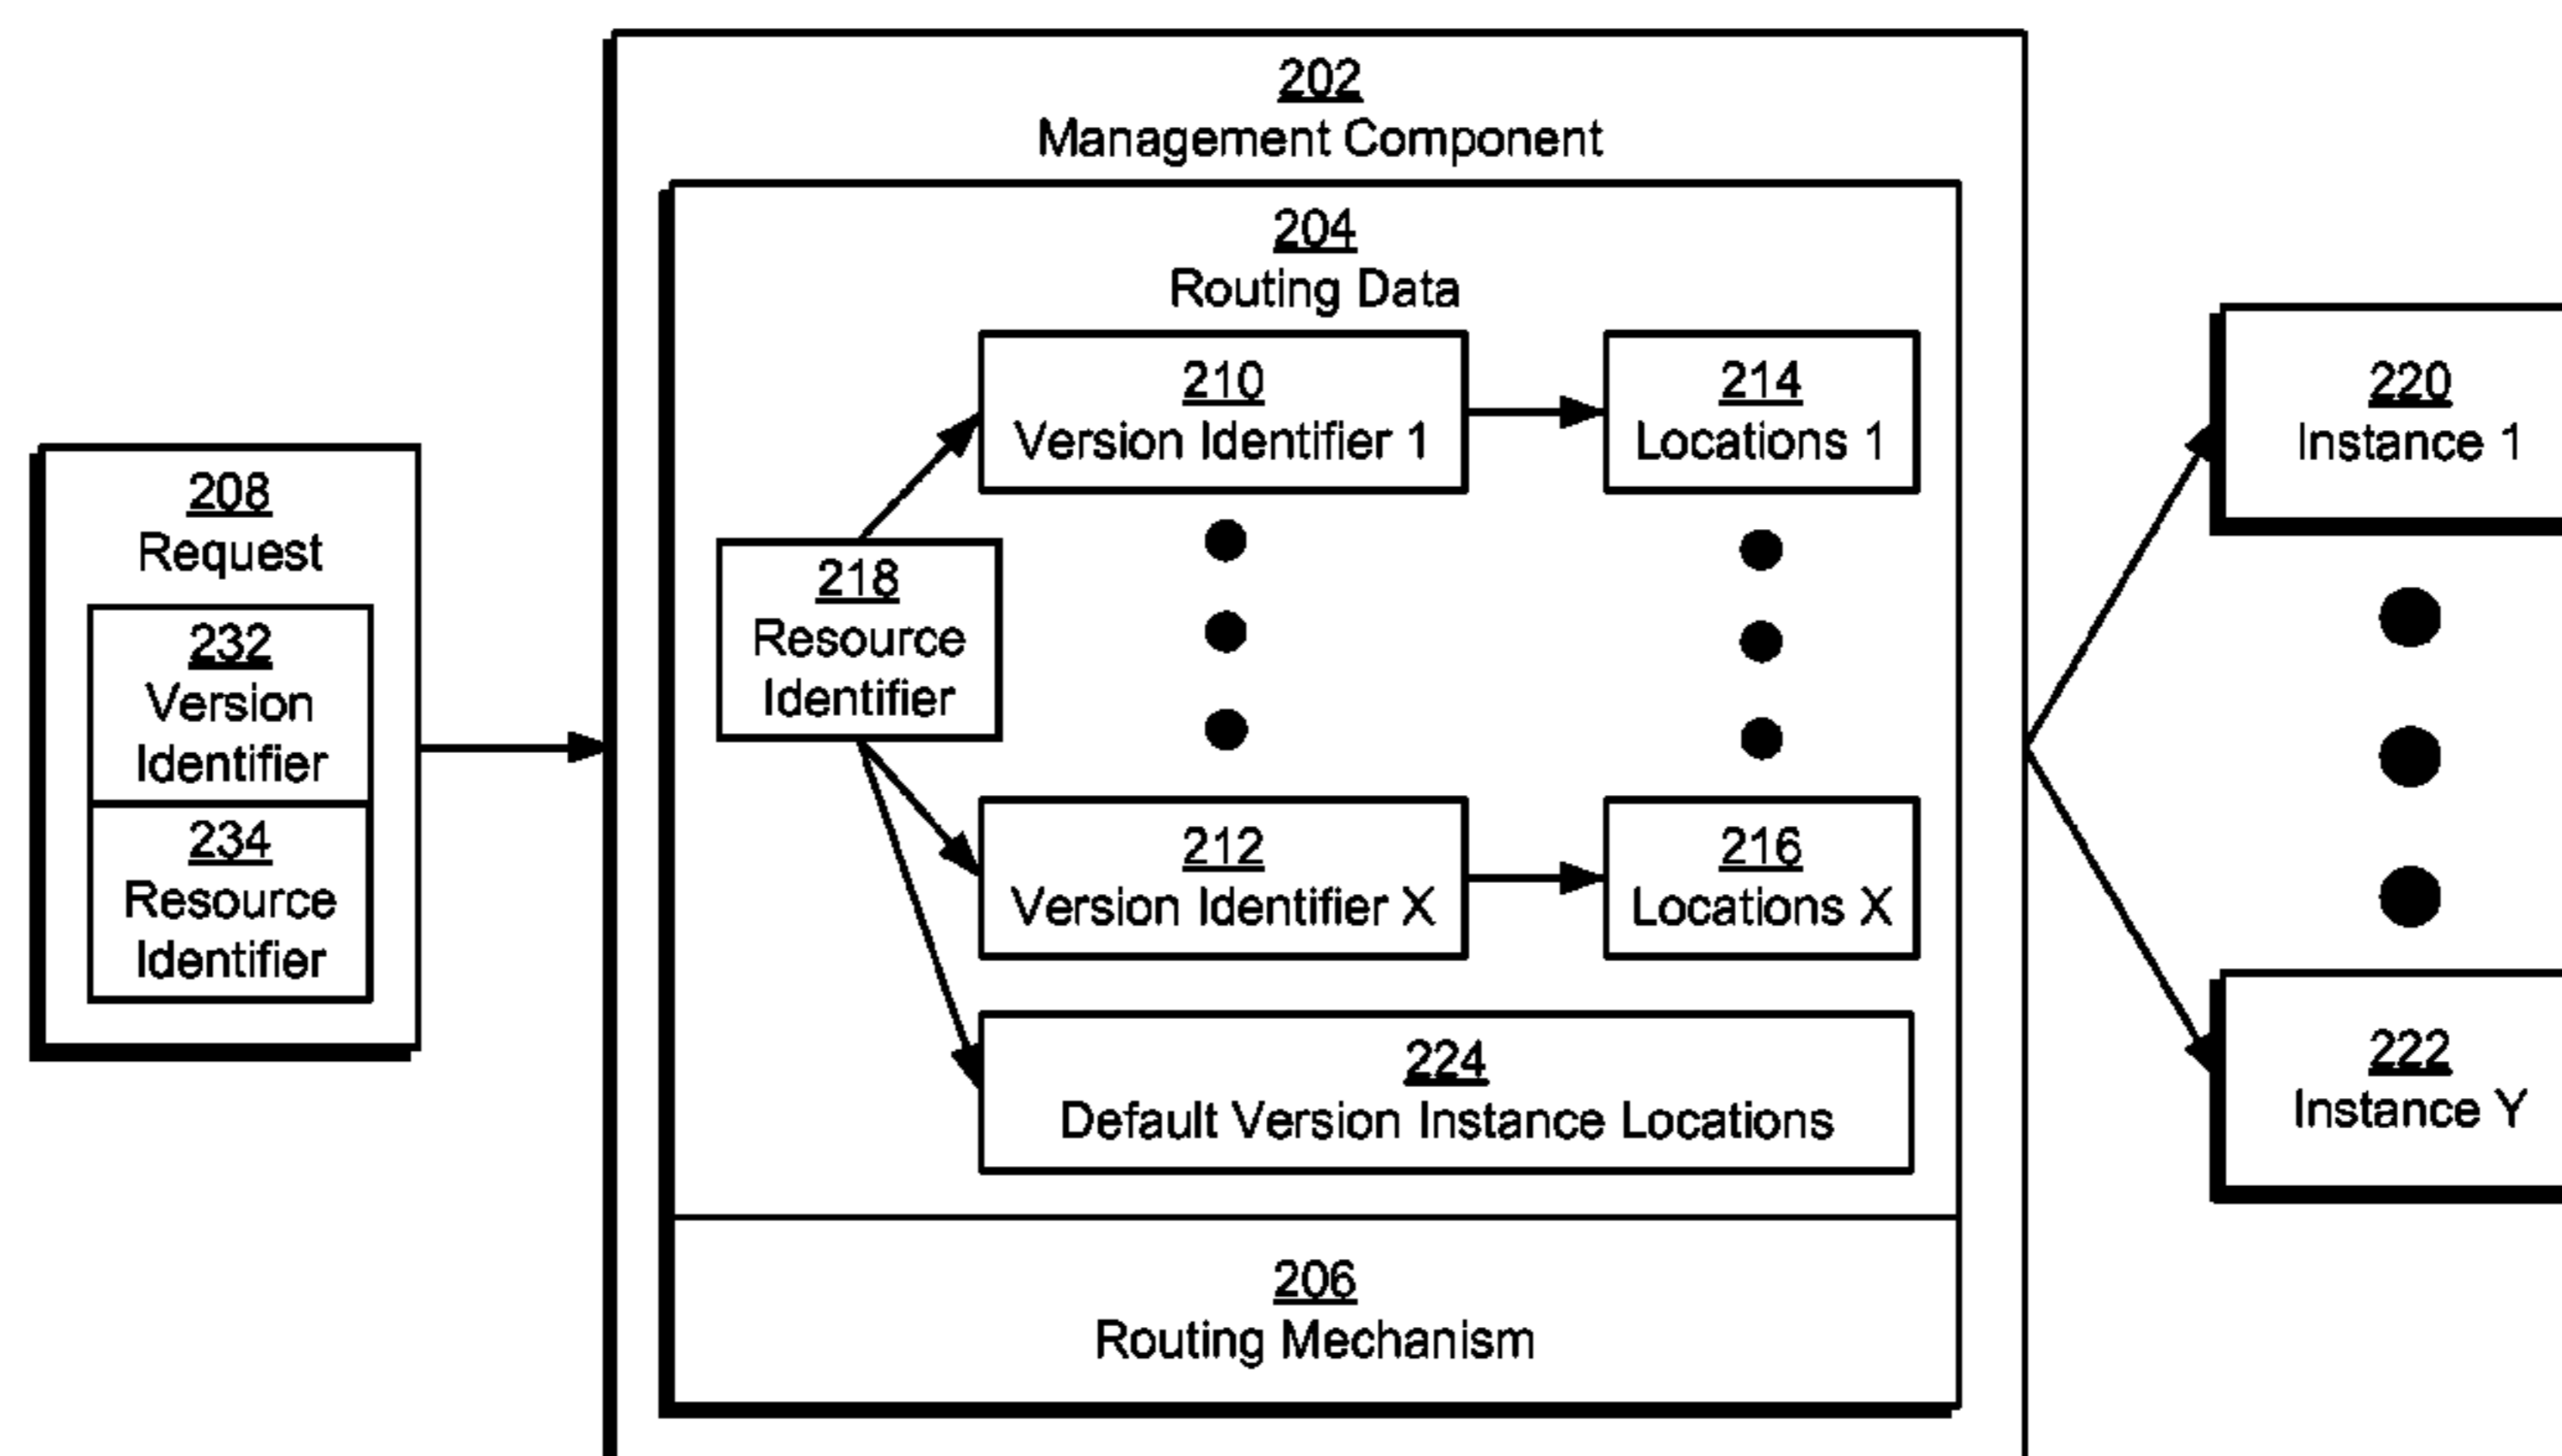 202
Management Component
204
Routing Data
210
Version Identifier 1
214
Locations 1
220
Instance 1
208
Request
232
Version
Identifier
234
Resource
Identifier
218
Resource
Identifier
212
Version Identifier X
216
Locations X
224
Default Version Instance Locations
222
Instance Y
206
Routing Mechanism